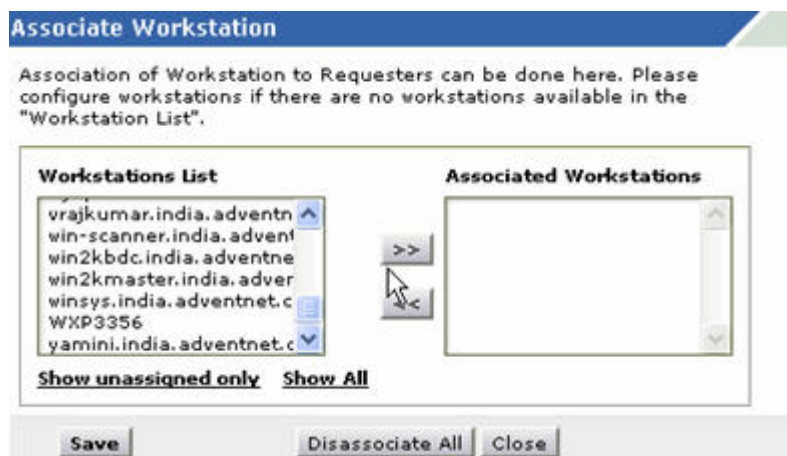 Associate Workstation
Association of Workstation to Requesters can be done here. Please
configure workstations if there are no workstations available in the
"Workstation List".
Workstations List
Associated Workstations
vrajkumar.india.adventn
win-scanner.india.advent
win2kbdc.india.adventne
win2kmaster.india.adver
winsys.india.adventnet.c
WXP3356
yamini.india.adventnet.c
>>
<<
Show unassigned only Show All
Save Disassociate All Close